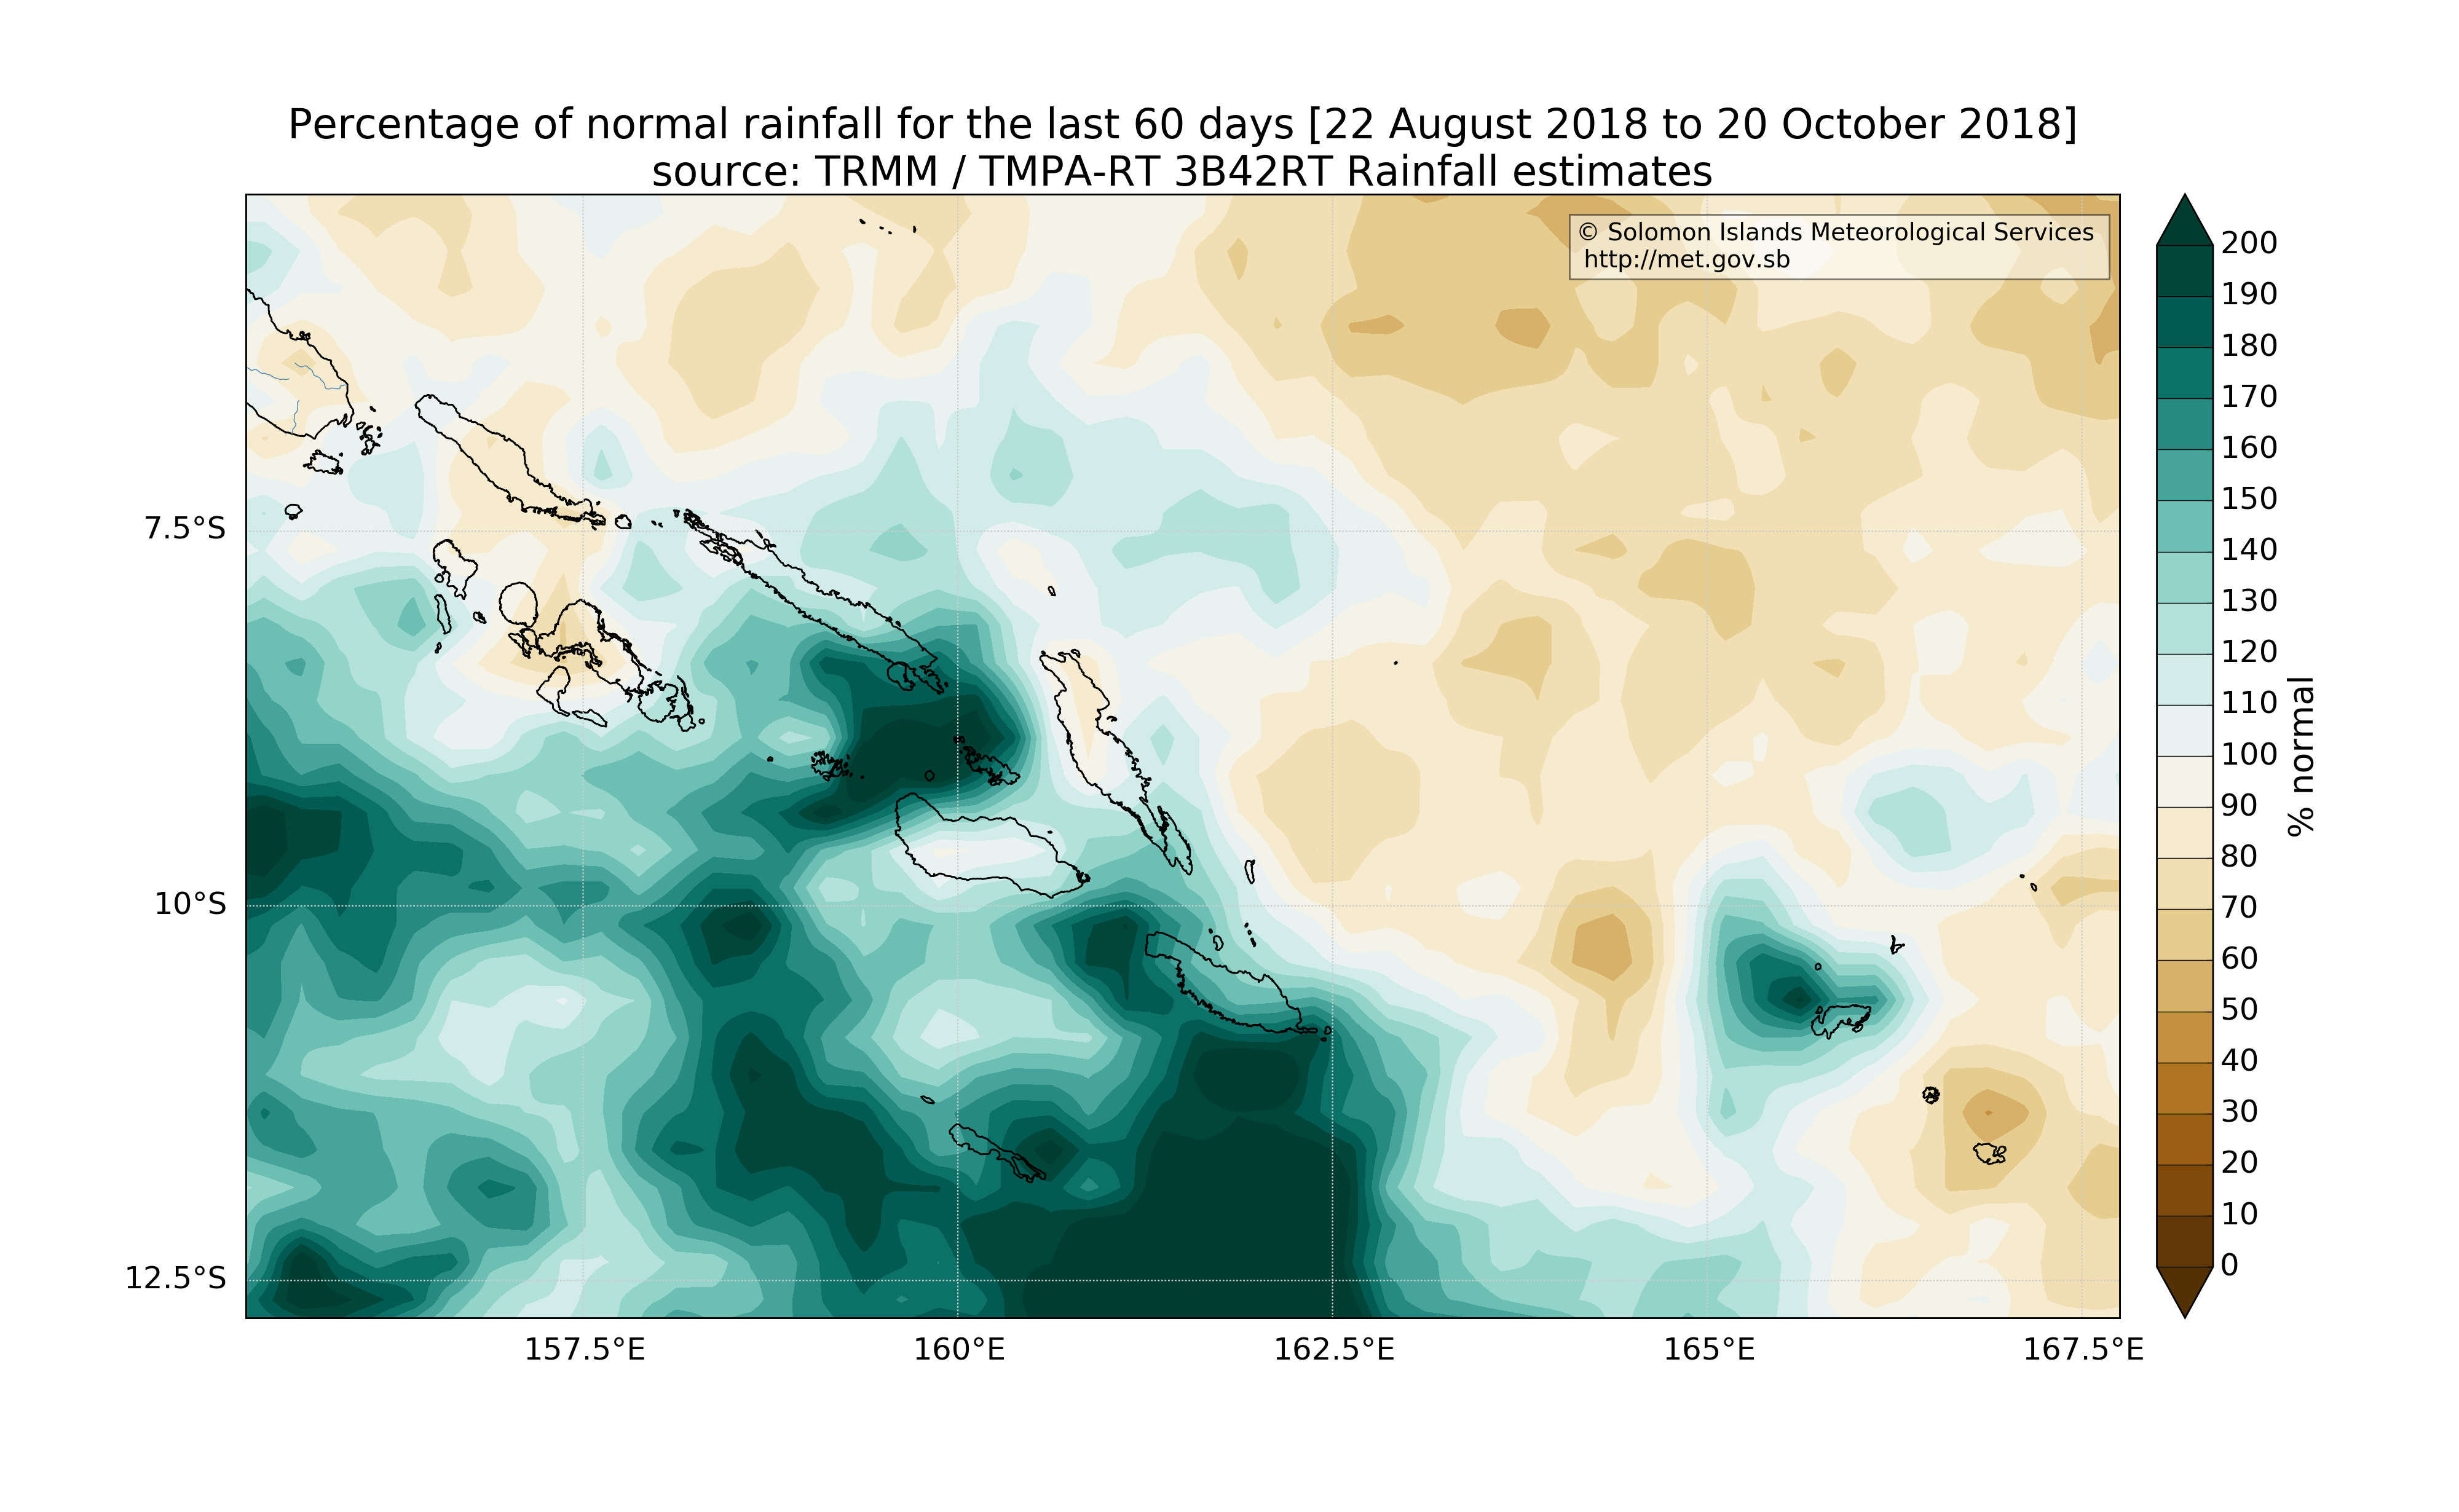 Percentage of normal rainfall for the last 60 days [22 August 2018 to 20 October 2018]
source: TRMM / TMPA-RT 3B42RT Rainfall estimates
© Solomon Islands Meteorological Services
http://met.gov.sb
7.5°S
10°S
12.5°S
157.5°E
160°E
162.5°E
165°E
167.5°E
200
190
180
170
160
150
140
130
120
110
100
90
80
70
60
50
40
30
20
10
0
% normal